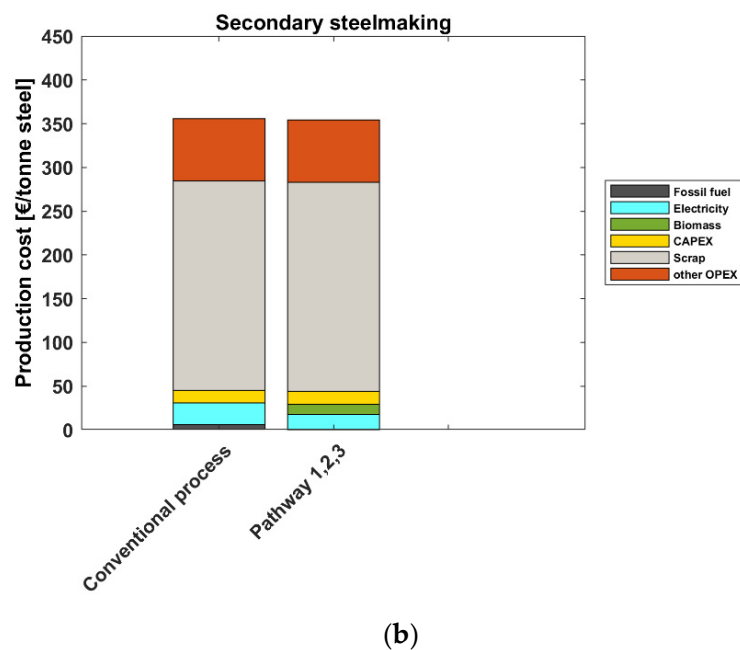 Secondary steelmaking
Production cost [€/tonne steel]
450
400
350
300
250
200
150
100
50
0
Conventional process
Pathway 1,2,3
Fossil fuel
Electricity
Biomass
CAPEX
Scrap
other OPEX
(b)